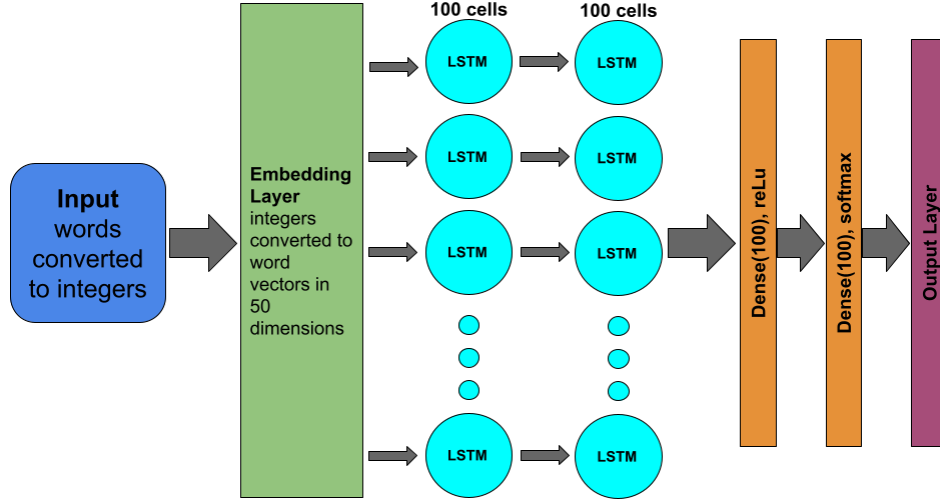 Input
words
converted
to integers
Embedding
Layer
integers
converted to
word
vectors in
50
dimensions
100 cells
LSTM
LSTM
LSTM
LSTM
100 cells
LSTM
LSTM
LSTM
LSTM
Dense(100), reLu
Dense(100), softmax
Output Layer